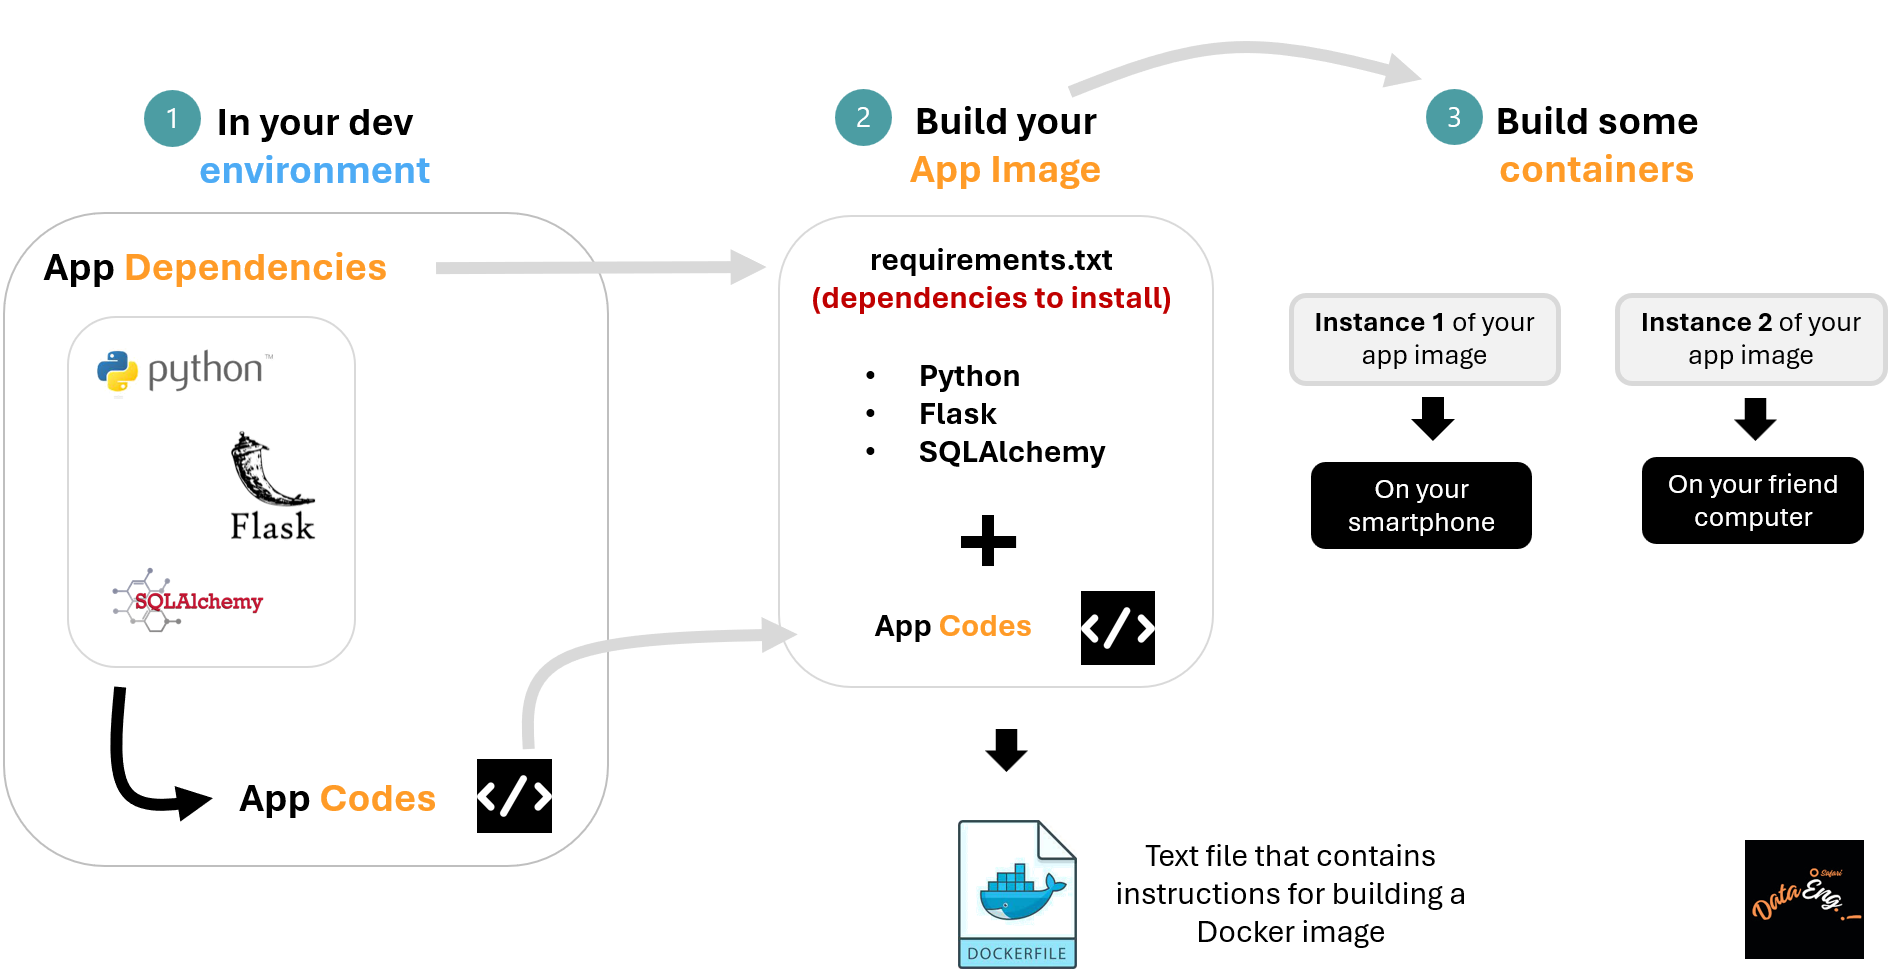 1
In your dev
environment
App Dependencies
python™
Flask
SQLAlchemy
App Codes
</>
2
Build your
App Image
requirements.txt
(dependencies to install)
• Python
• Flask
• SQLAlchemy
+
App Codes
</>
DOCKERFILE
Text file that contains
instructions for building a
Docker image
3
Build some
containers
Instance 1 of your
app image
On your
smartphone
Instance 2 of your
app image
On your friend
computer
Safari
Data Eng.!